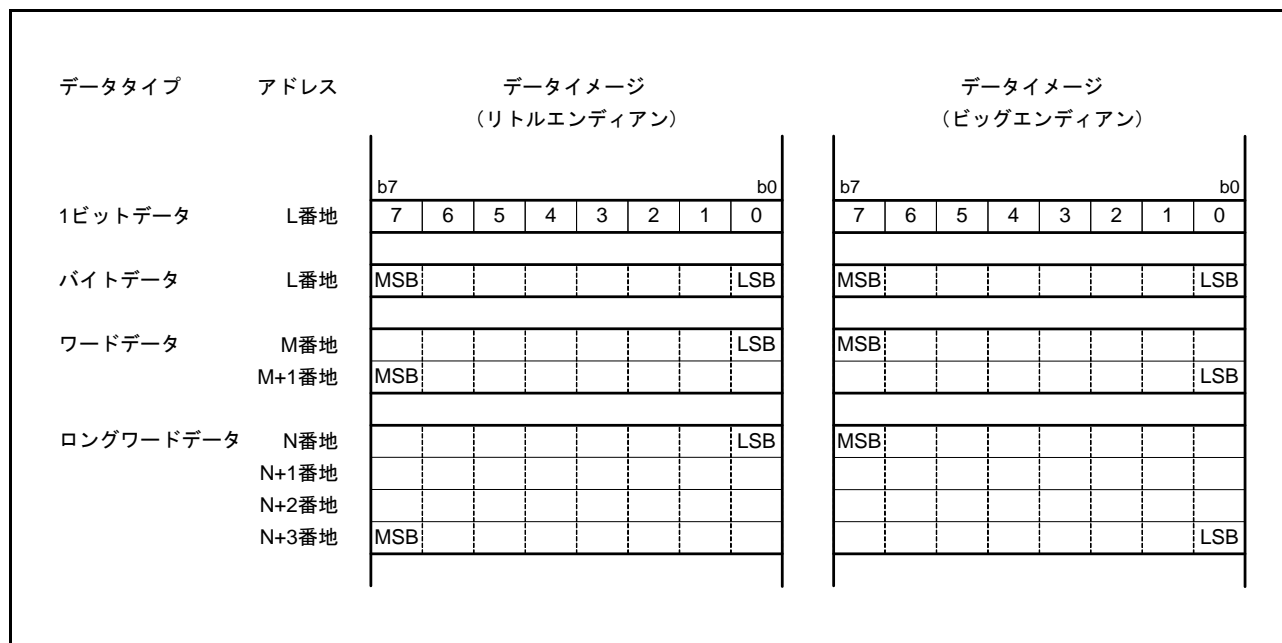 データタイプ アドレス データイメージ データイメージ
（リトルエンディアン） （ビッグエンディアン）
b7 b0 b7 b0
1ビットデータ L番地 7 6 5 4 3 2 1 0 7 6 5 4 3 2 1 0
バイトデータ L番地 MSB LSB MSB LSB
ワードデータ M番地 LSB MSB
M+1番地 MSB LSB
ロングワードデータ N番地 LSB MSB
N+1番地
N+2番地
N+3番地 MSB LSB